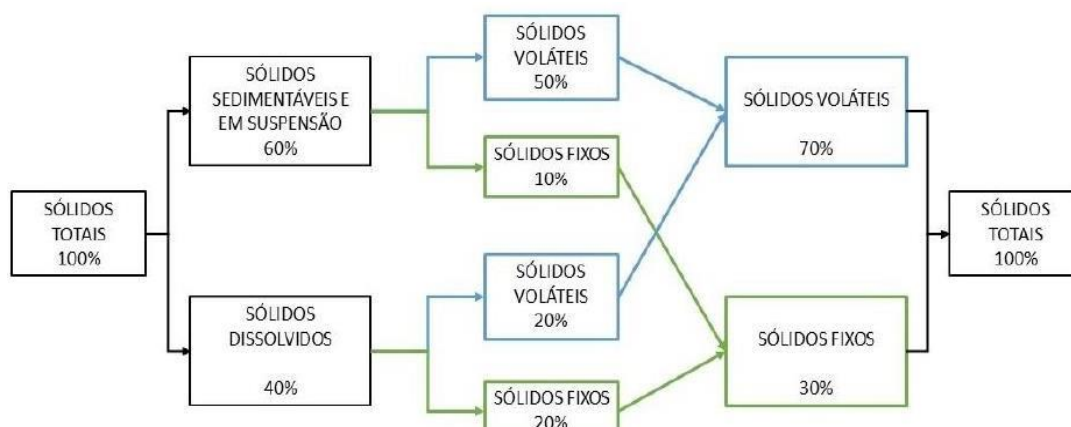 SÓLIDOS
TOTAIS
100%
SÓLIDOS
SEDIMENTÁVEIS E
EM SUSPENSÃO
60%
SÓLIDOS
DISSOLVIDOS
40%
SÓLIDOS
VOLÁTEIS
50%
SÓLIDOS FIXOS
10%
SÓLIDOS
VOLÁTEIS
20%
SÓLIDOS FIXOS
20%
SÓLIDOS VOLÁTEIS
70%
SÓLIDOS FIXOS
30%
SÓLIDOS
TOTAIS
100%